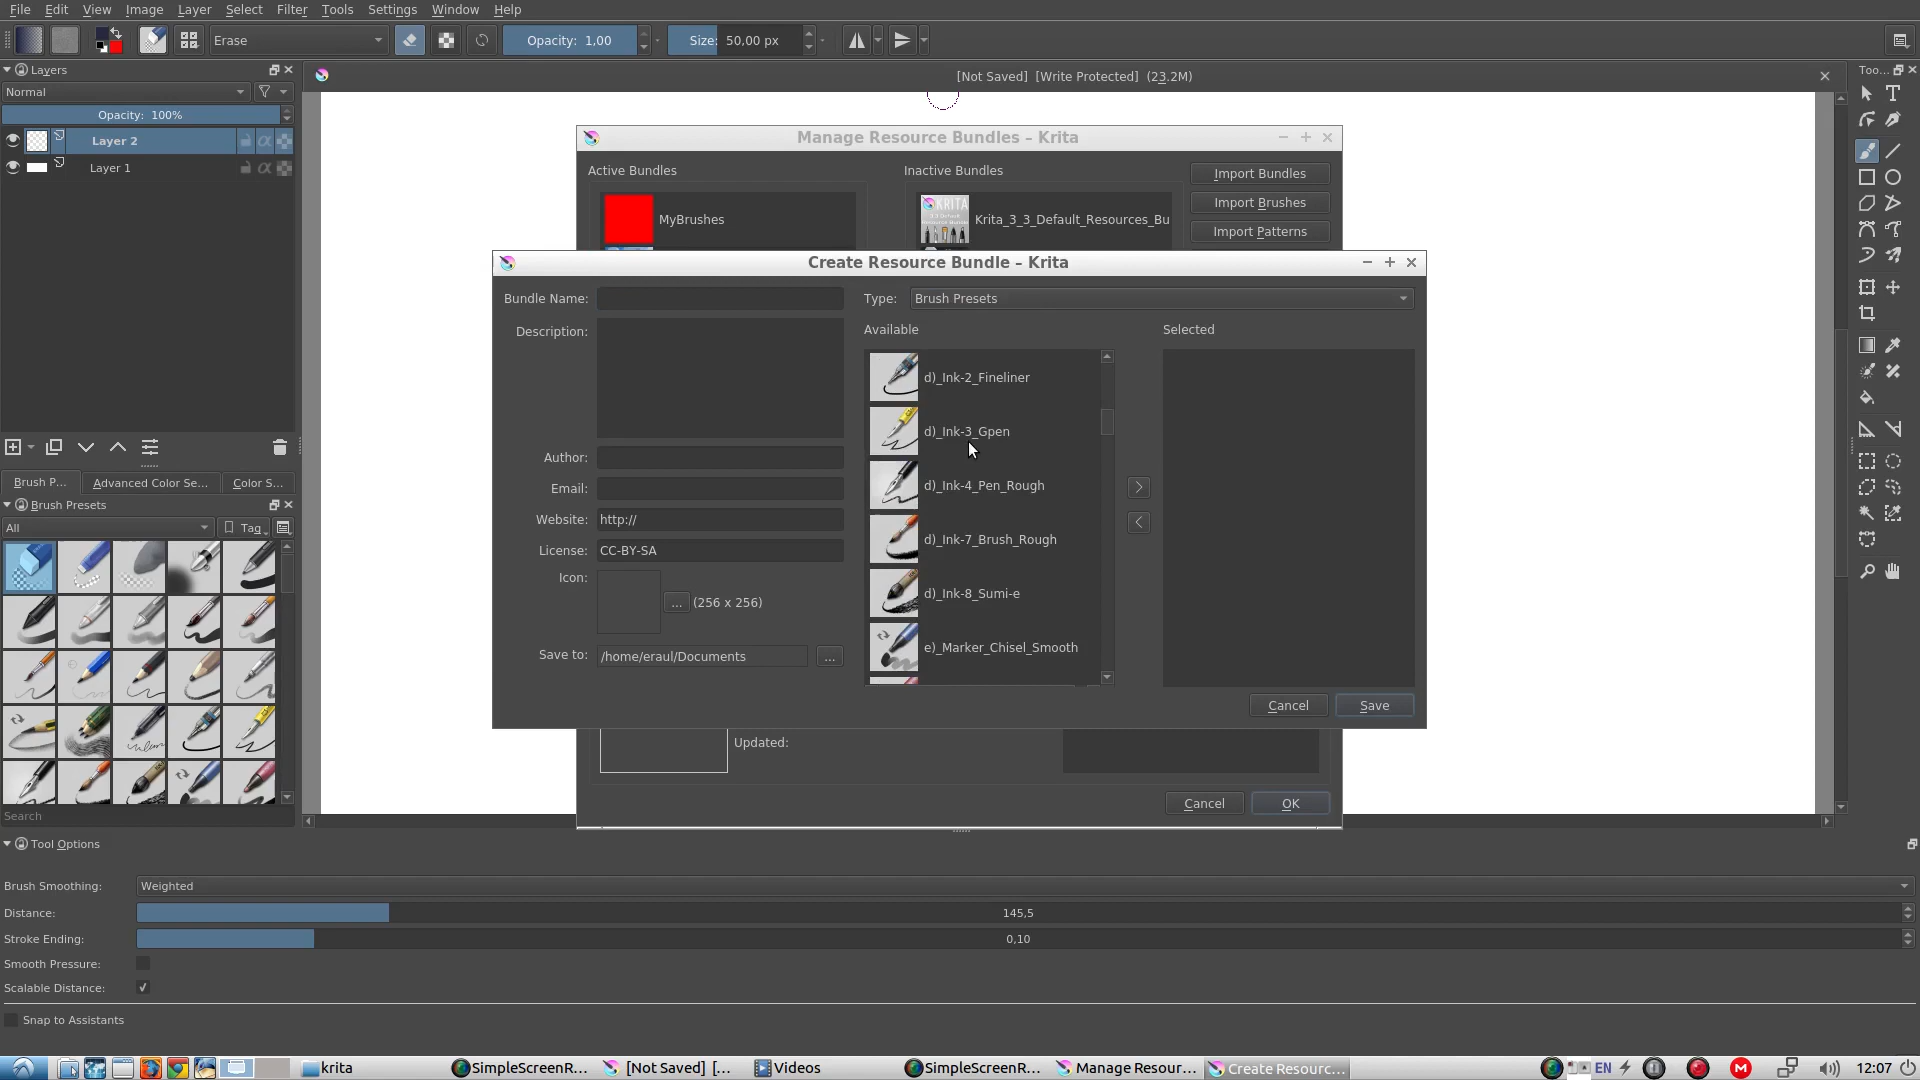 File Edit View Image Layer Select Filter Tools Settings Window Help
Erase
Opacity: 1,00
Size: 50,00 px
Layers
[Not Saved] [Write Protected] (23.2M)
Too...
Normal
Opacity: 100%
Layer 2
Layer 1
Manage Resource Bundles – Krita
Active Bundles
Inactive Bundles
Import Bundles
MyBrushes
KRITA
Krita_3_3_Default_Resources_Bu
Import Brushes
Import Patterns
Create Resource Bundle – Krita
Bundle Name:
Type: Brush Presets
Description:
Available
Selected
d)_Ink-2_Fineliner
d)_Ink-3_Gpen
d)_Ink-4_Pen_Rough
d)_Ink-7_Brush_Rough
d)_Ink-8_Sumi-e
e)_Marker_Chisel_Smooth
Author:
Email:
Website: http://
License: CC-BY-SA
Icon:
... (256 x 256)
Save to: /home/eraul/Documents ...
Cancel Save
Updated:
Cancel OK
Brush P... Advanced Color Se... Color S...
Brush Presets
All
Tag
Search
Tool Options
Brush Smoothing: Weighted
Distance: 145,5
Stroke Ending: 0,10
Smooth Pressure:
Scalable Distance:
Snap to Assistants
krita SimpleScreenR... [Not Saved] [... Videos SimpleScreenR... Manage Resour... Create Resourc... EN 12:07